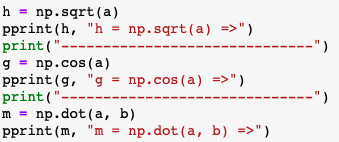 h = np.sqrt(a)
pprint(h, "h = np.sqrt(a) =>")
print("------------------------------")
g = np.cos(a)
pprint(g, "g = np.cos(a) =>")
print("------------------------------")
m = np.dot(a, b)
pprint(m, "m = np.dot(a, b) =>")